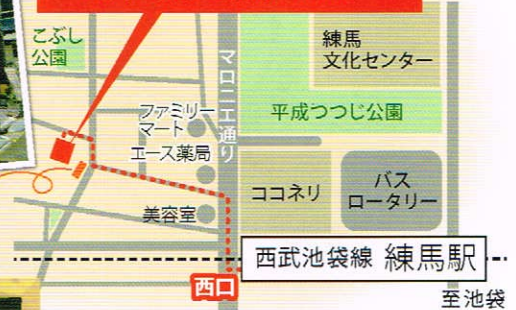 こぶし
公園
マロニエ通り
練馬
文化センター
ファミリー
マート
平成つつじ公園
エース薬局
ココネリ
バス
ロータリー
美容室
西武池袋線 練馬駅
西口
至池袋